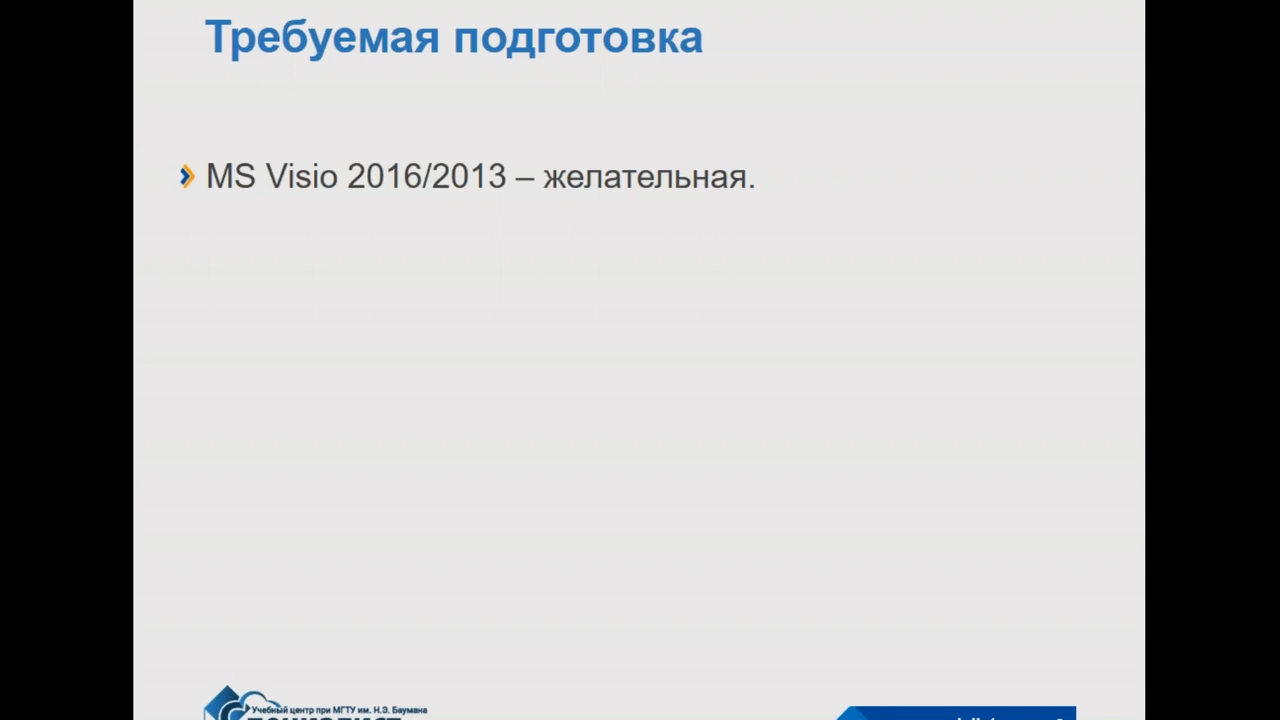 Требуемая подготовка
MS Visio 2016/2013 – желательная.
Учебный центр при МГТУ им. Н.Э. Баумана